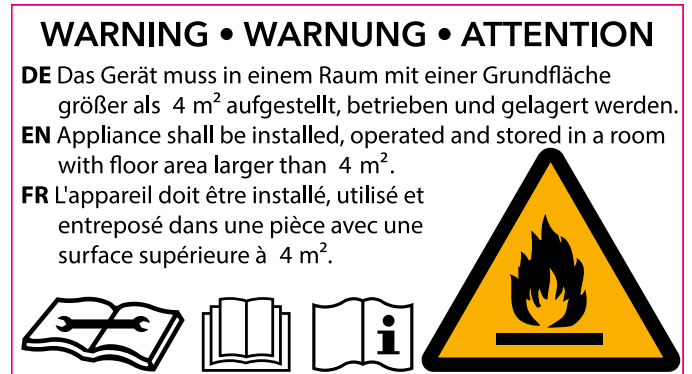 WARNING • WARNUNG • ATTENTION
DE Das Gerät muss in einem Raum mit einer Grundfläche
größer als 4 m² aufgestellt, betrieben und gelagert werden.
EN Appliance shall be installed, operated and stored in a room
with floor area larger than 4 m².
FR L'appareil doit être installé, utilisé et
entreposé dans une pièce avec une
surface supérieure à 4 m².